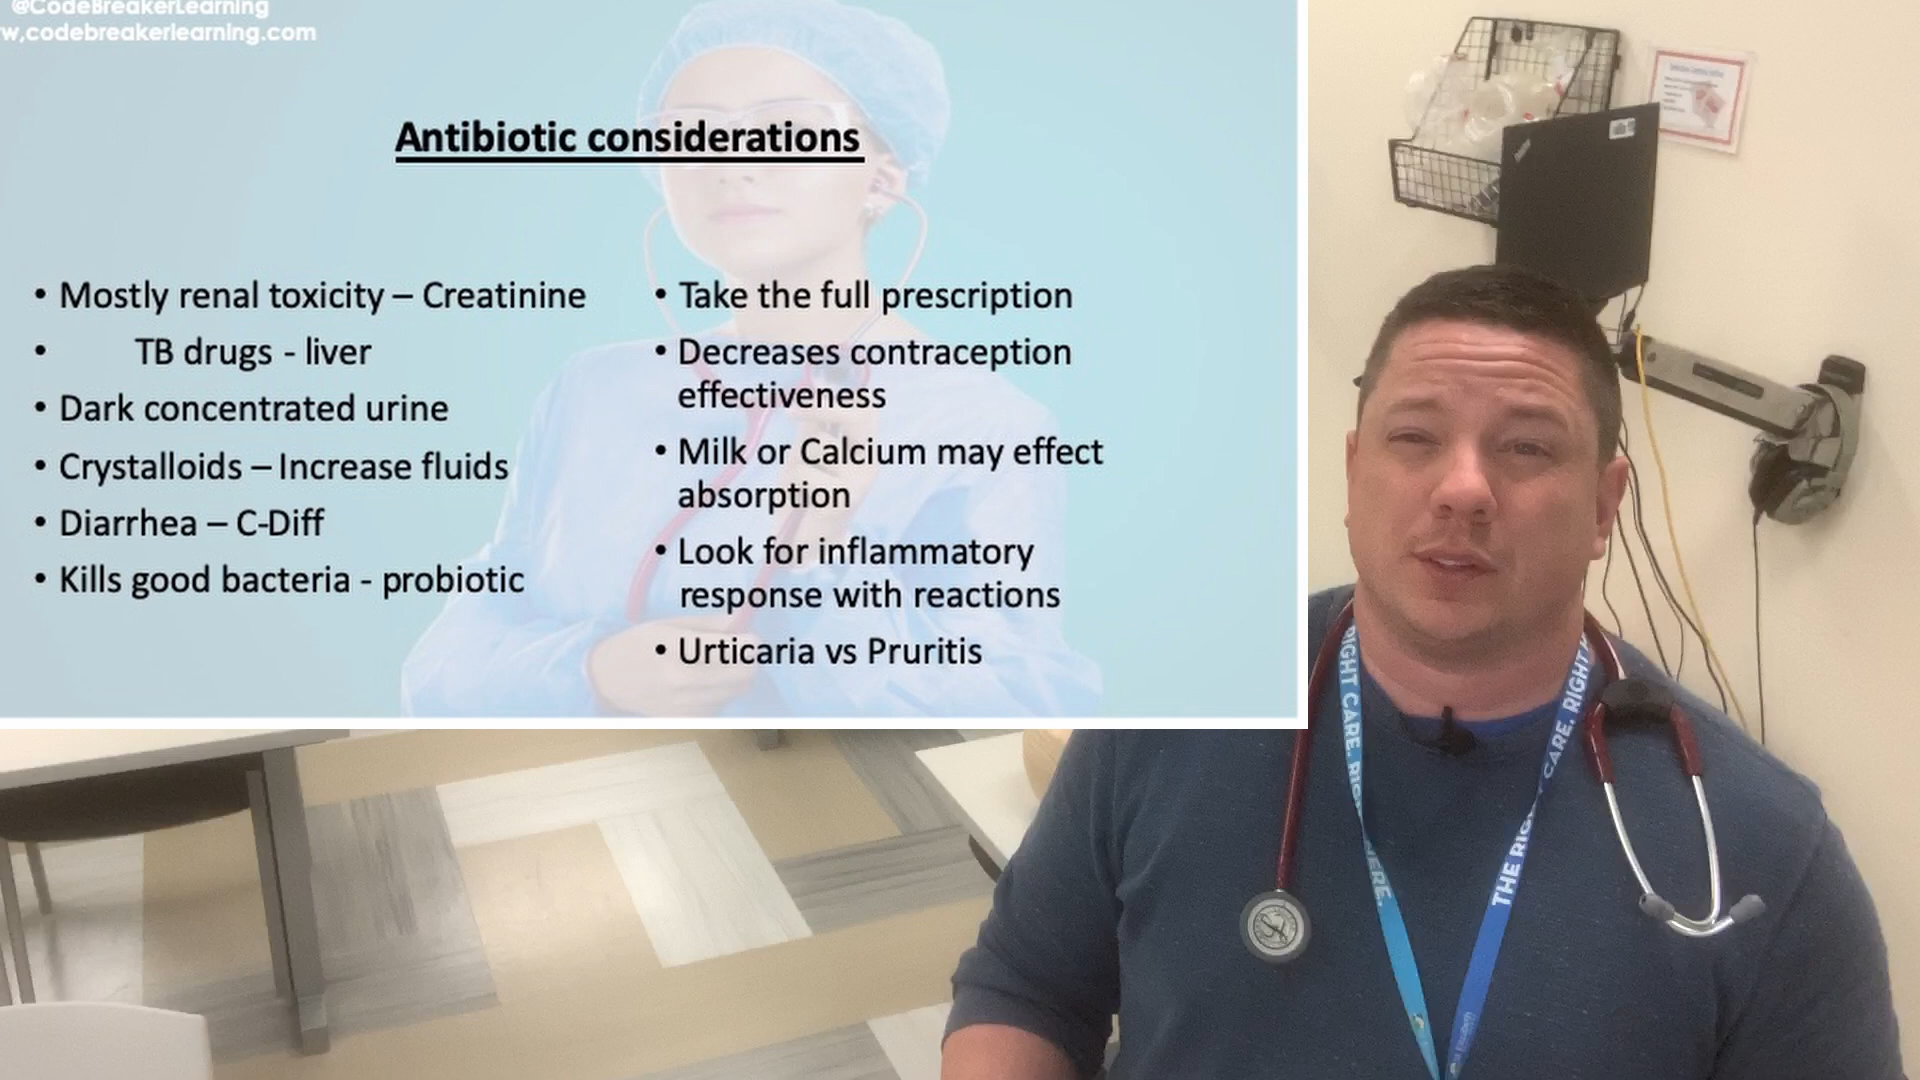 @CodeBreakerLearning
w,codebreakerlearning.com
Antibiotic considerations
• Mostly renal toxicity – Creatinine
• TB drugs - liver
• Dark concentrated urine
• Crystalloids – Increase fluids
• Diarrhea – C-Diff
• Kills good bacteria - probiotic
• Take the full prescription
• Decreases contraception
effectiveness
• Milk or Calcium may effect
absorption
• Look for inflammatory
response with reactions
• Urticaria vs Pruritis
RIGHT CARE. RIG
HERE.
CARE. RIGHT
THE RIG